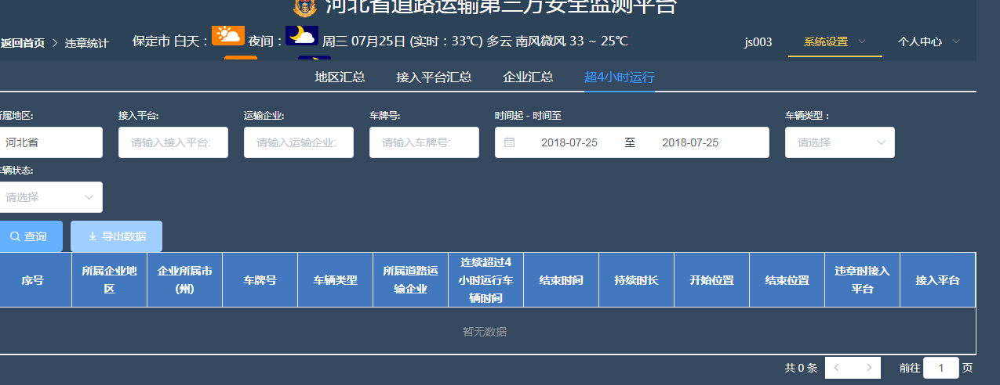 河北省道路运输第三方安全监测平台
返回首页 > 违章统计 保定市 白天： 夜间： 周三 07月25日 (实时：33℃) 多云 南风微风 33 ~ 25℃ js003 系统设置 个人中心
地区汇总 接入平台汇总 企业汇总 超4小时运行
所属地区: 接入平台: 运输企业: 车牌号: 时间起 - 时间至 车辆类型：
河北省 请输入接入平台: 请输入运输企业: 请输入车牌号: 2018-07-25 至 2018-07-25 请选择
车辆状态:
请选择
查询 导出数据
序号 所属企业地区 企业所属市(州) 车牌号 车辆类型 所属道路运输企业 连续超过4小时运行车辆时间 结束时间 持续时长 开始位置 结束位置 违章时接入平台 接入平台
暂无数据
共 0 条 < > 前往 1 页